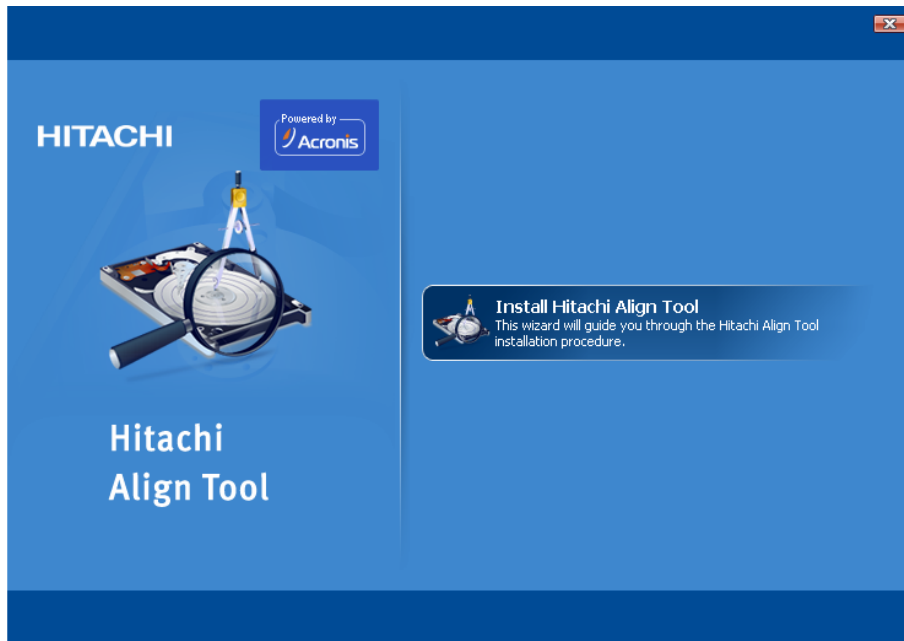 HITACHI
Powered by
Acronis
Install Hitachi Align Tool
This wizard will guide you through the Hitachi Align Tool
installation procedure.
Hitachi
Align Tool